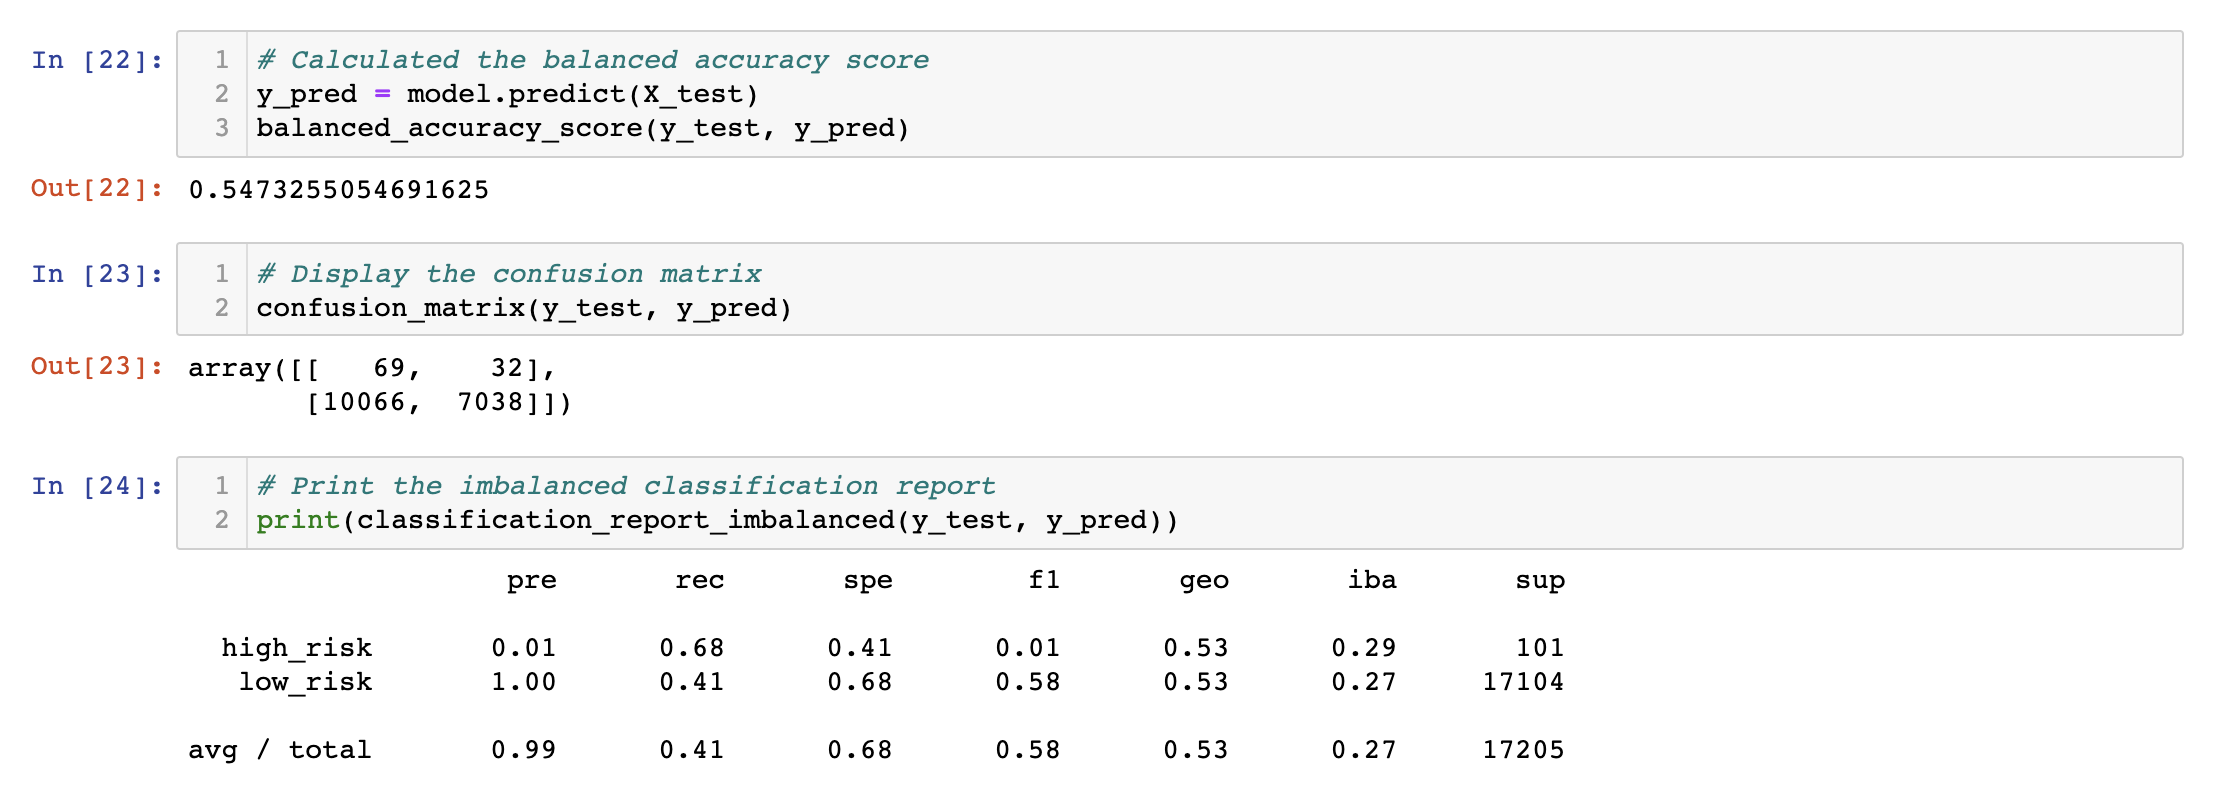 In [22]:
1 # Calculated the balanced accuracy score
2 y_pred = model.predict(X_test)
3 balanced_accuracy_score(y_test, y_pred)
Out[22]: 0.5473255054691625
In [23]:
1 # Display the confusion matrix
2 confusion_matrix(y_test, y_pred)
Out[23]: array([[   69,    32],
       [10066,  7038]])
In [24]:
1 # Print the imbalanced classification report
2 print(classification_report_imbalanced(y_test, y_pred))
pre rec spe f1 geo iba sup
high_risk 0.01 0.68 0.41 0.01 0.53 0.29 101
low_risk 1.00 0.41 0.68 0.58 0.53 0.27 17104
avg / total 0.99 0.41 0.68 0.58 0.53 0.27 17205